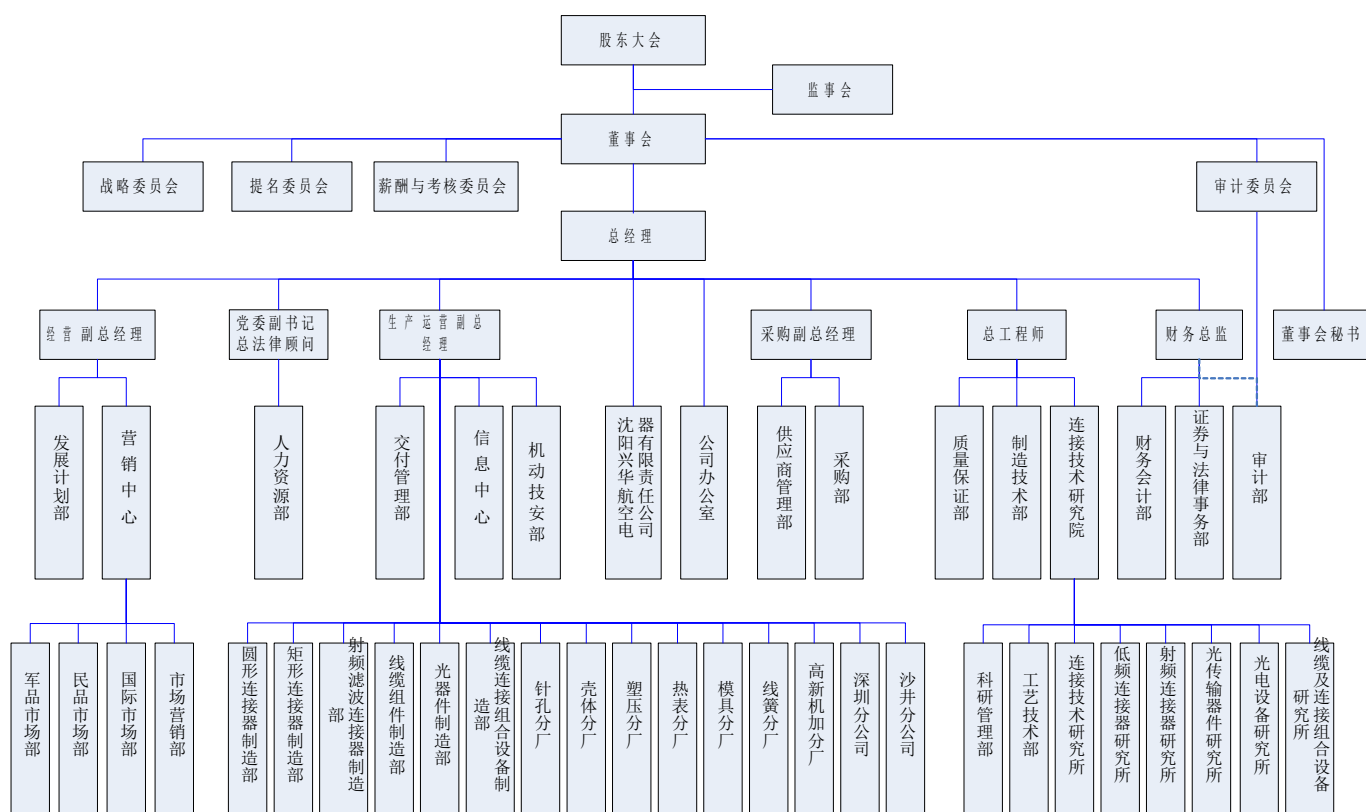 股东大会
监事会
董事会
战略委员会
提名委员会
薪酬与考核委员会
审计委员会
总经理
经营副总经理
党委副书记
总法律顾问
生产运营副总
经理
采购副总经理
总工程师
财务总监
董事会秘书
发展计划部
营销中心
人力资源部
交付管理部
信息中心
机动技安部
沈阳兴华航空电
器有限责任公司
公司办公室
供应商管理部
采购部
质量保证部
制造技术部
连接技术研究院
财务会计部
证券与法律事务部
审计部
军品市场部
民品市场部
国际市场部
市场营销部
圆形连接器制造部
矩形连接器制造部
射频滤波连接器制造
部
线缆组件制造部
光器件制造部
线缆连接组合设备制
造部
针孔分厂
壳体分厂
塑压分厂
热表分厂
模具分厂
线簧分厂
高新机加分厂
深圳分公司
沙井分公司
科研管理部
工艺技术部
连接技术研究所
低频连接器研究所
射频连接器研究所
光传输器件研究所
光电设备研究所
线缆及连接组合设备
研究所